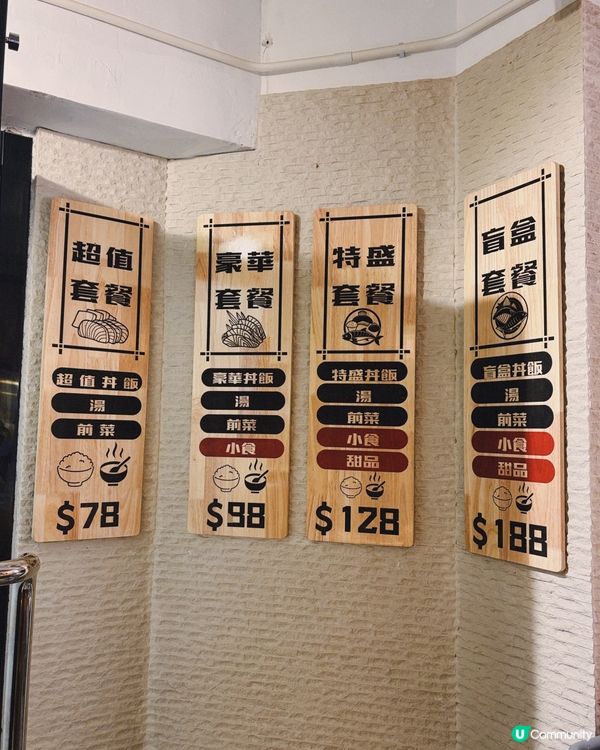 超值
套餐
超值丼飯
湯
前菜
$78
豪華
套餐
豪華丼飯
湯
前菜
小食
$98
特盛
套餐
特盛丼飯
湯
前菜
小食
甜品
$128
盲盒
套餐
盲盒丼飯
湯
前菜
小食
甜品
$188
U Community